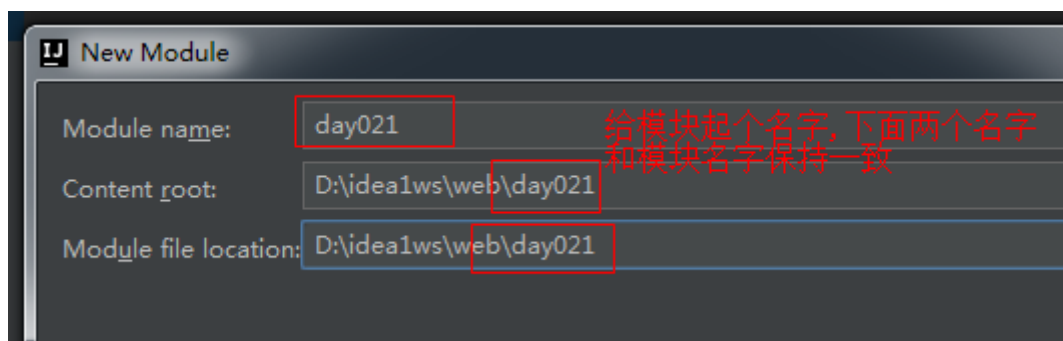 IJ New Module
Module name: day021
给模块起个名字,下面两个名字
和模块名字保持一致
Content root: D:\idea1ws\web\day021
Module file location: D:\idea1ws\web\day021